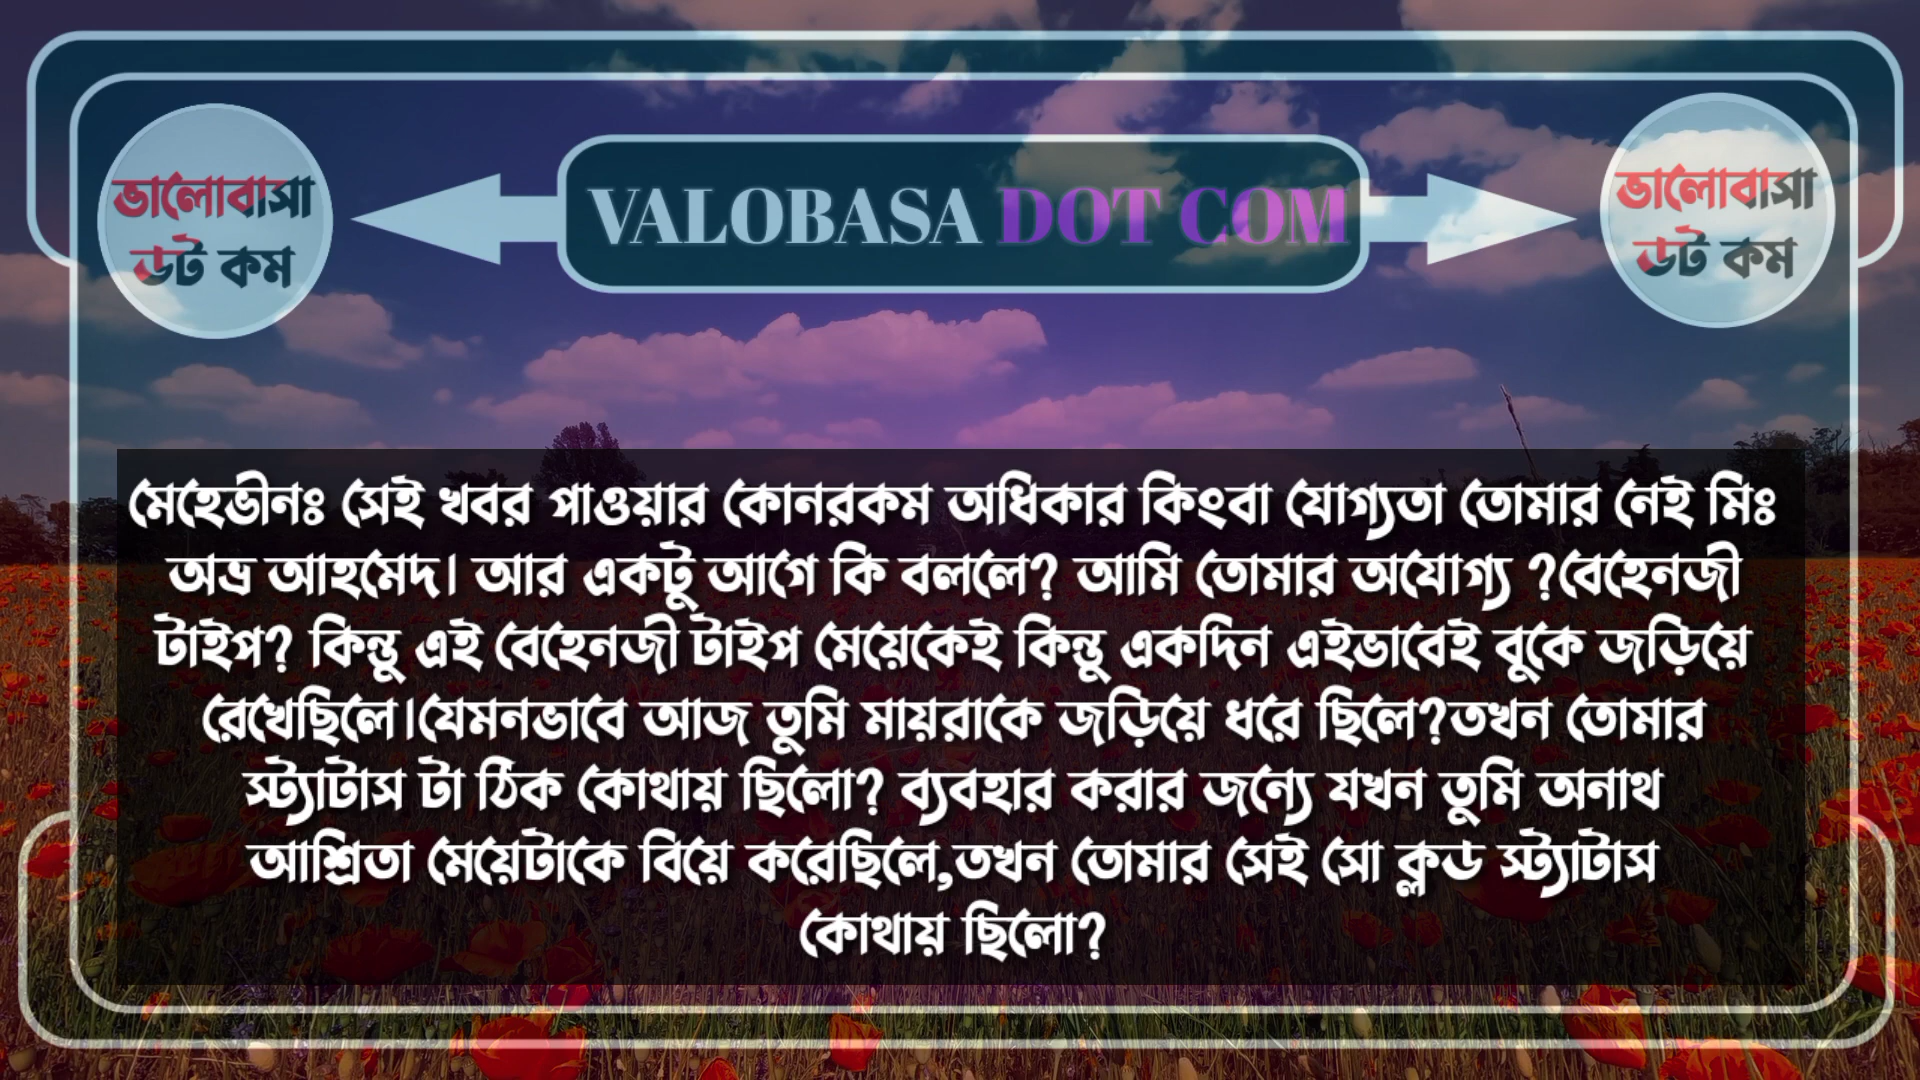 ভালোবাসা
ডট কম
VALOBASA DOT COM
ভালোবাসা
ডট কম
মেহেভীনঃ সেই খবর পাওয়ার কোনরকম অধিকার কিংবা যোগ্যতা তোমার নেই মিঃ
অভ্র আহমেদ। আর একটু আগে কি বললে? আমি তোমার অযোগ্য ?বেহেনজী
টাইপ? কিন্তু এই বেহেনজী টাইপ মেয়েকেই কিন্তু একদিন এইভাবেই বুকে জড়িয়ে
রেখেছিলে।যেমনভাবে আজ তুমি মায়রাকে জড়িয়ে ধরে ছিলে?তখন তোমার
স্ট্যাটাস টা ঠিক কোথায় ছিলো? ব্যবহার করার জন্যে যখন তুমি অনাথ
আশ্রিতা মেয়েটাকে বিয়ে করেছিলে,তখন তোমার সেই সো ক্লড স্ট্যাটাস
কোথায় ছিলো?